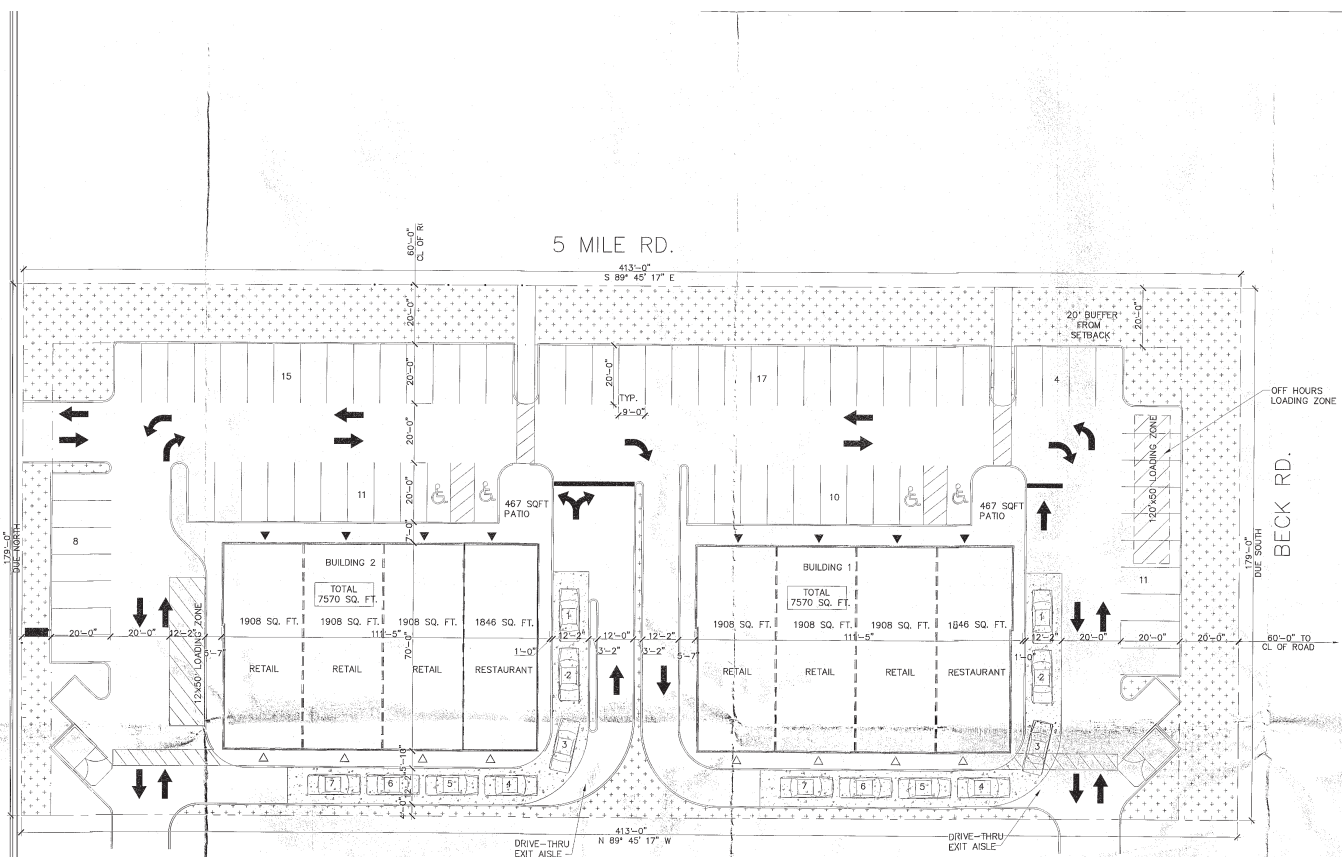 5 MILE RD.
413'-0"
S 89° 45' 17" E
60'-0"
20'-0"
20' BUFFER
FROM
SETBACK
20'-0"
15
20'-0"
20'-0"
TYP.
9'-0"
17
4
OFF HOURS
LOADING ZONE
20'-0"
120'x50' LOADING ZONE
BECK RD.
11
20'-0"
467 SQFT
PATIO
10
467 SQFT
PATIO
179'-0"
DUE NORTH
8
7'-0"
179'-0"
DUE SOUTH
BUILDING 2
TOTAL
7570 SQ. FT.
BUILDING 1
TOTAL
7570 SQ. FT.
11
1
1
1908 SQ. FT.
1908 SQ. FT.
1908 SQ. FT.
1846 SQ. FT.
1908 SQ. FT.
1908 SQ. FT.
1908 SQ. FT.
1846 SQ. FT.
20'-0"
20'-0"
12'-2"
111'-5"
12'-2"
12'-0"
12'-2"
111'-5"
12'-2"
20'-0"
20'-0"
20'-0"
60'-0" TO
CL OF ROAD
5'-7"
70'-0"
1'-0"
3'-2"
3'-2"
5'-7"
1'-0"
12'x50' LOADING ZONE
RETAIL
RETAIL
RETAIL
RESTAURANT
RETAIL
RETAIL
RETAIL
RESTAURANT
2
2
3
3
5'-10"
12'-2"
4'-0"
7
6
5
4
7
6
5
4
413'-0"
N 89° 45' 17" W
DRIVE-THRU
EXIT AISLE
DRIVE-THRU
EXIT AISLE